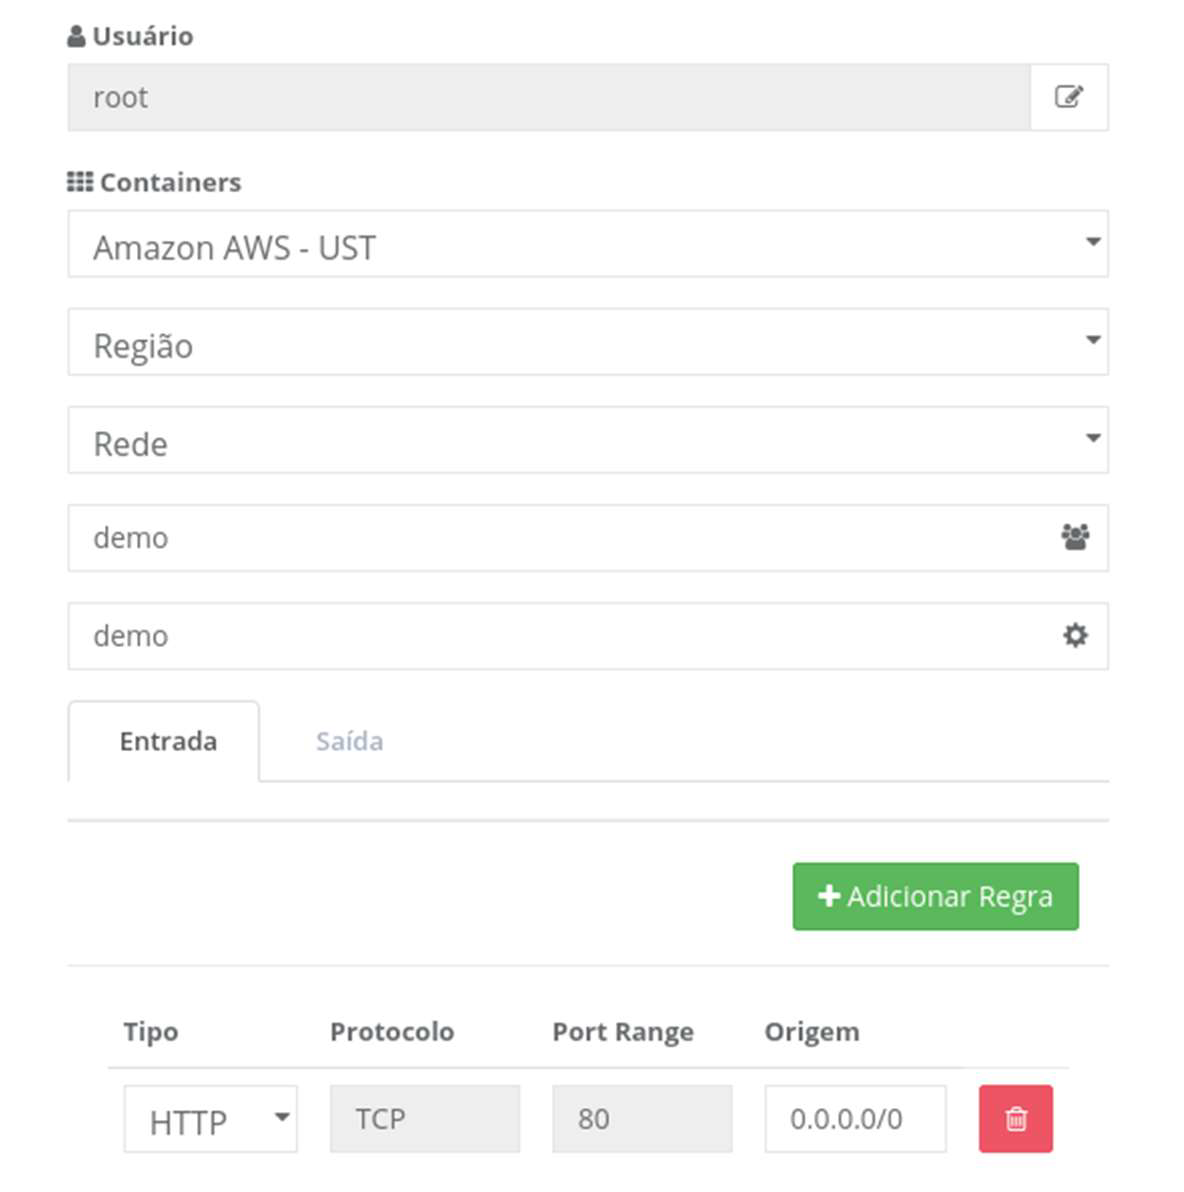 Usuário
root
Containers
Amazon AWS - UST
Região
Rede
demo
demo
Entrada Saída
Adicionar Regra
Tipo Protocolo Port Range Origem
HTTP TCP 80 0.0.0.0/0